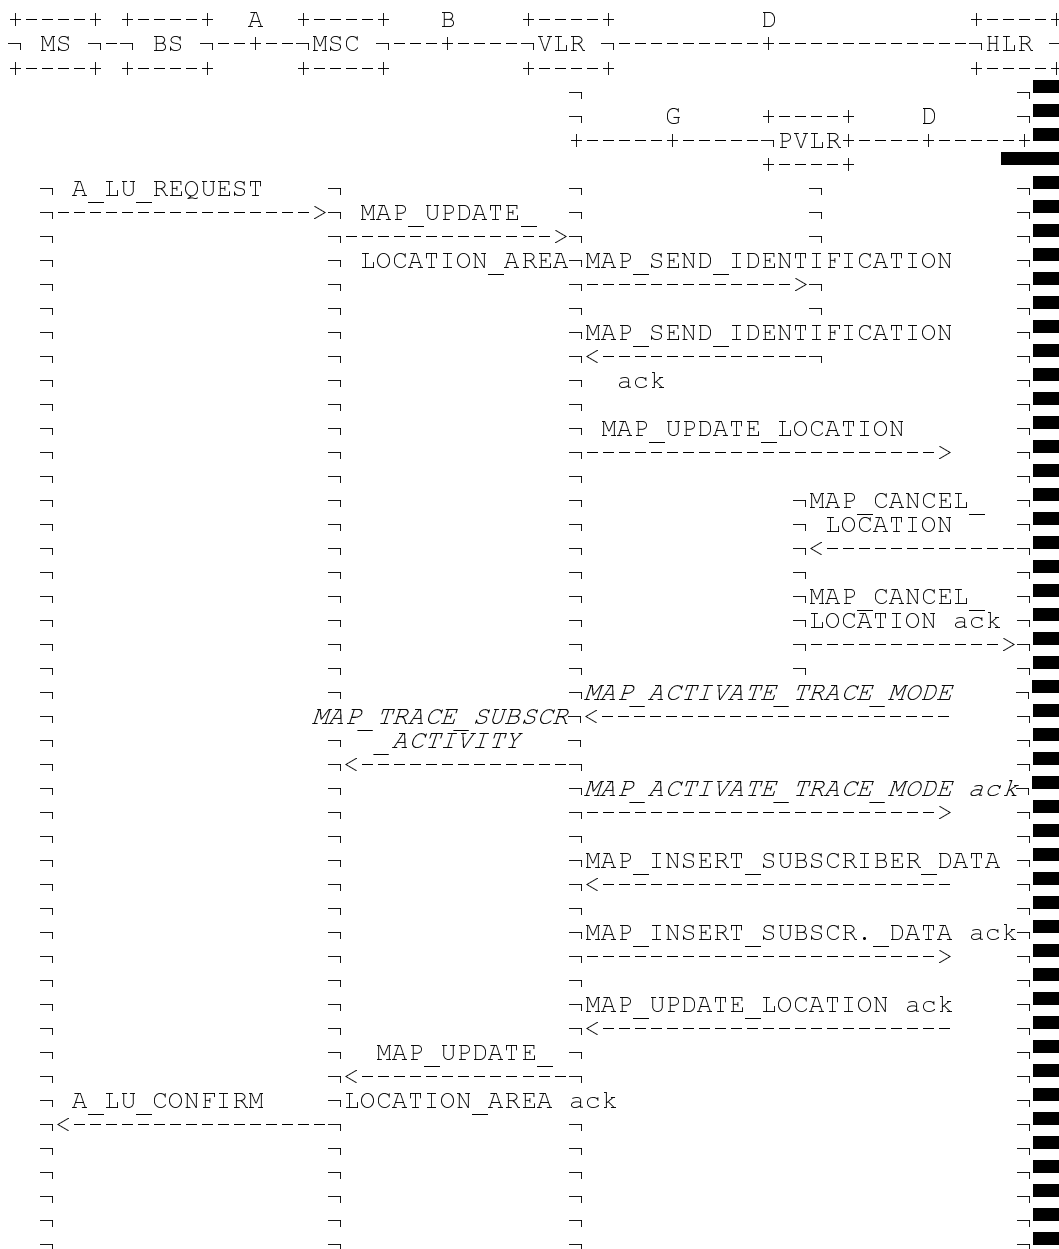 A B D
MS BS MSC VLR HLR
G D
PVLR
A_LU_REQUEST
MAP_UPDATE_
LOCATION_AREA MAP_SEND_IDENTIFICATION
MAP_SEND_IDENTIFICATION
ack
MAP_UPDATE_LOCATION
MAP_CANCEL_
LOCATION
MAP_CANCEL_
LOCATION ack
MAP_ACTIVATE_TRACE_MODE
MAP_TRACE_SUBSCR
_ACTIVITY
MAP_ACTIVATE_TRACE_MODE ack
MAP_INSERT_SUBSCRIBER_DATA
MAP_INSERT_SUBSCR._DATA ack
MAP_UPDATE_LOCATION ack
MAP_UPDATE_
A_LU_CONFIRM LOCATION_AREA ack